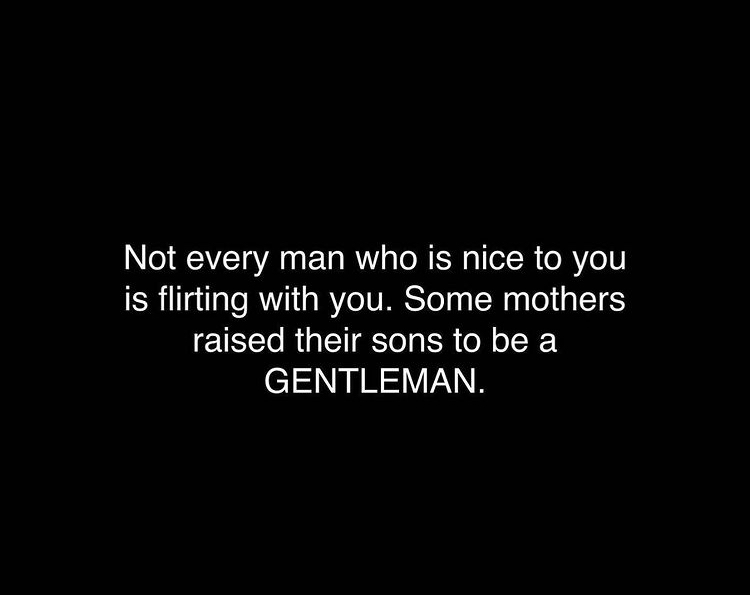 Not every man who is nice to you
is flirting with you. Some mothers
raised their sons to be a
GENTLEMAN.